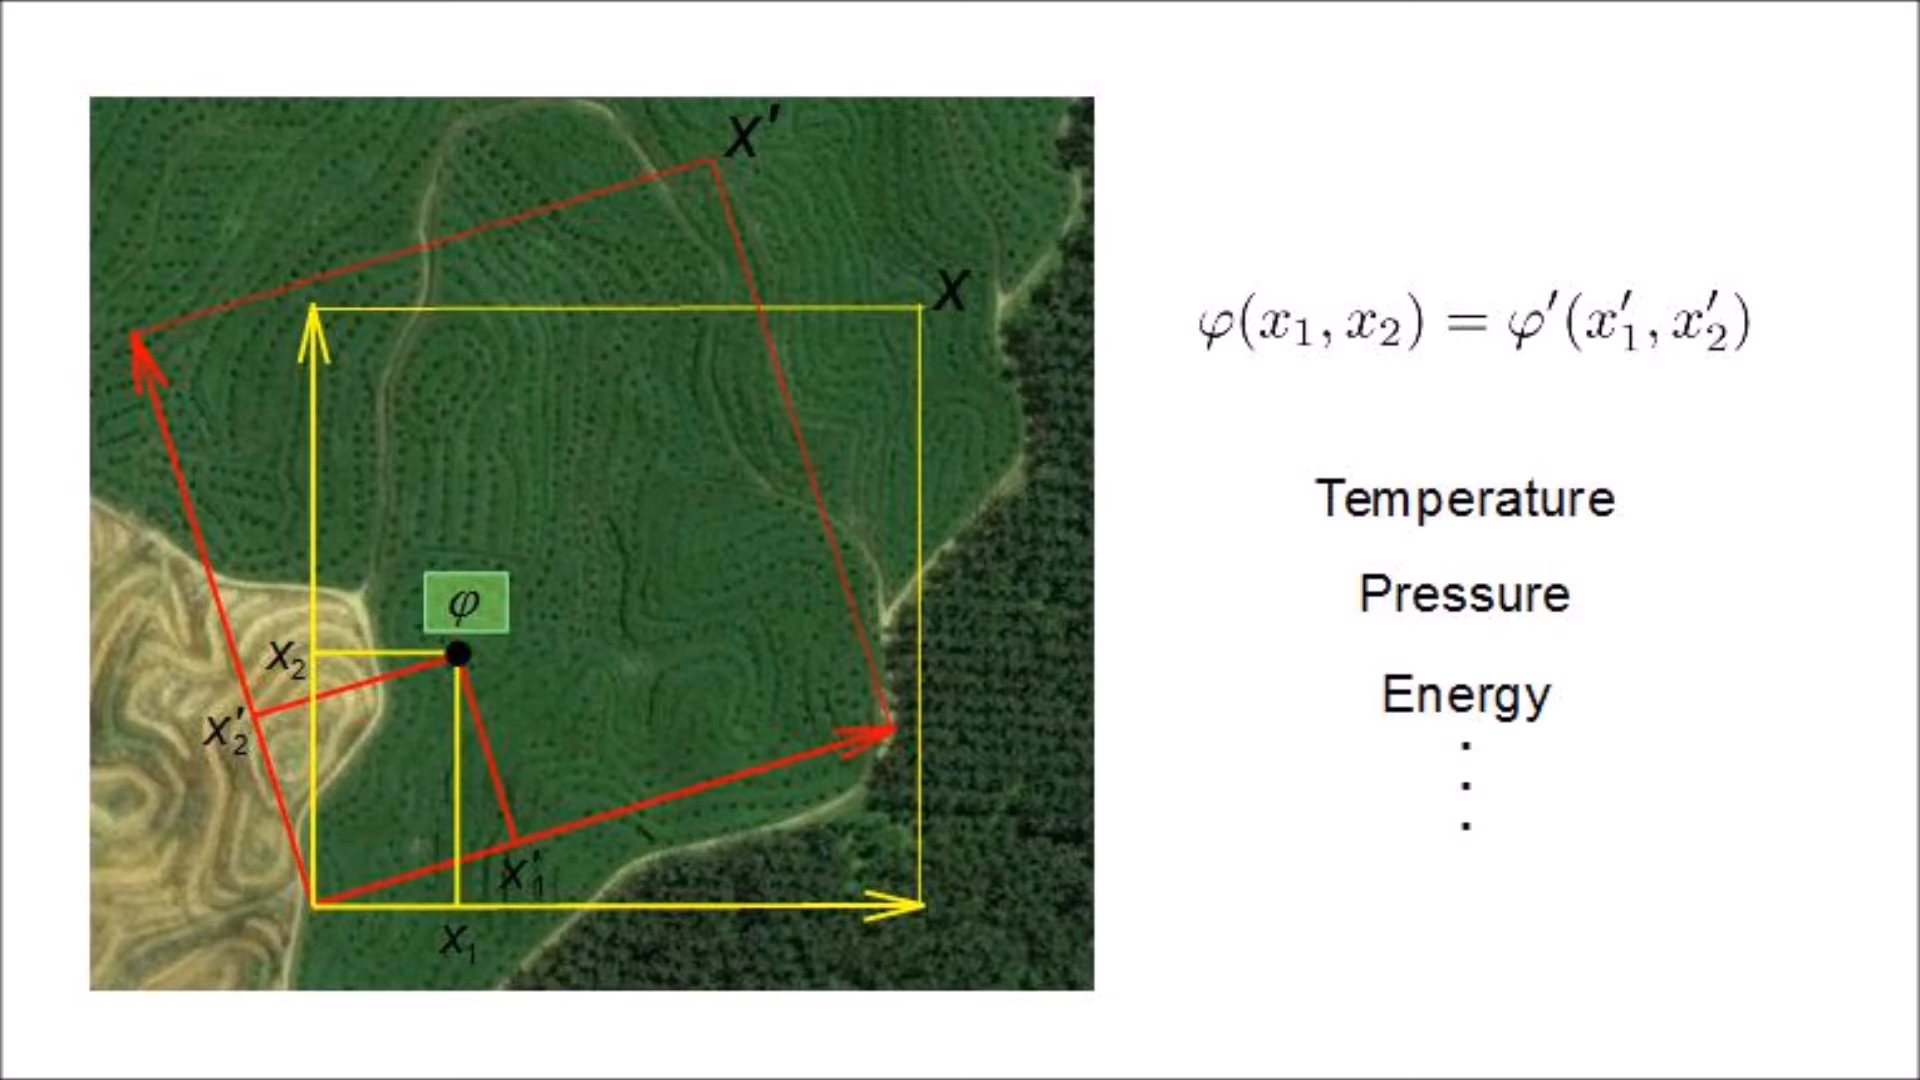 X'
X
φ(x₁, x₂) = φ'(x'₁, x'₂)
Temperature
φ
Pressure
x₂
Energy
x'₂
x'₁
x₁